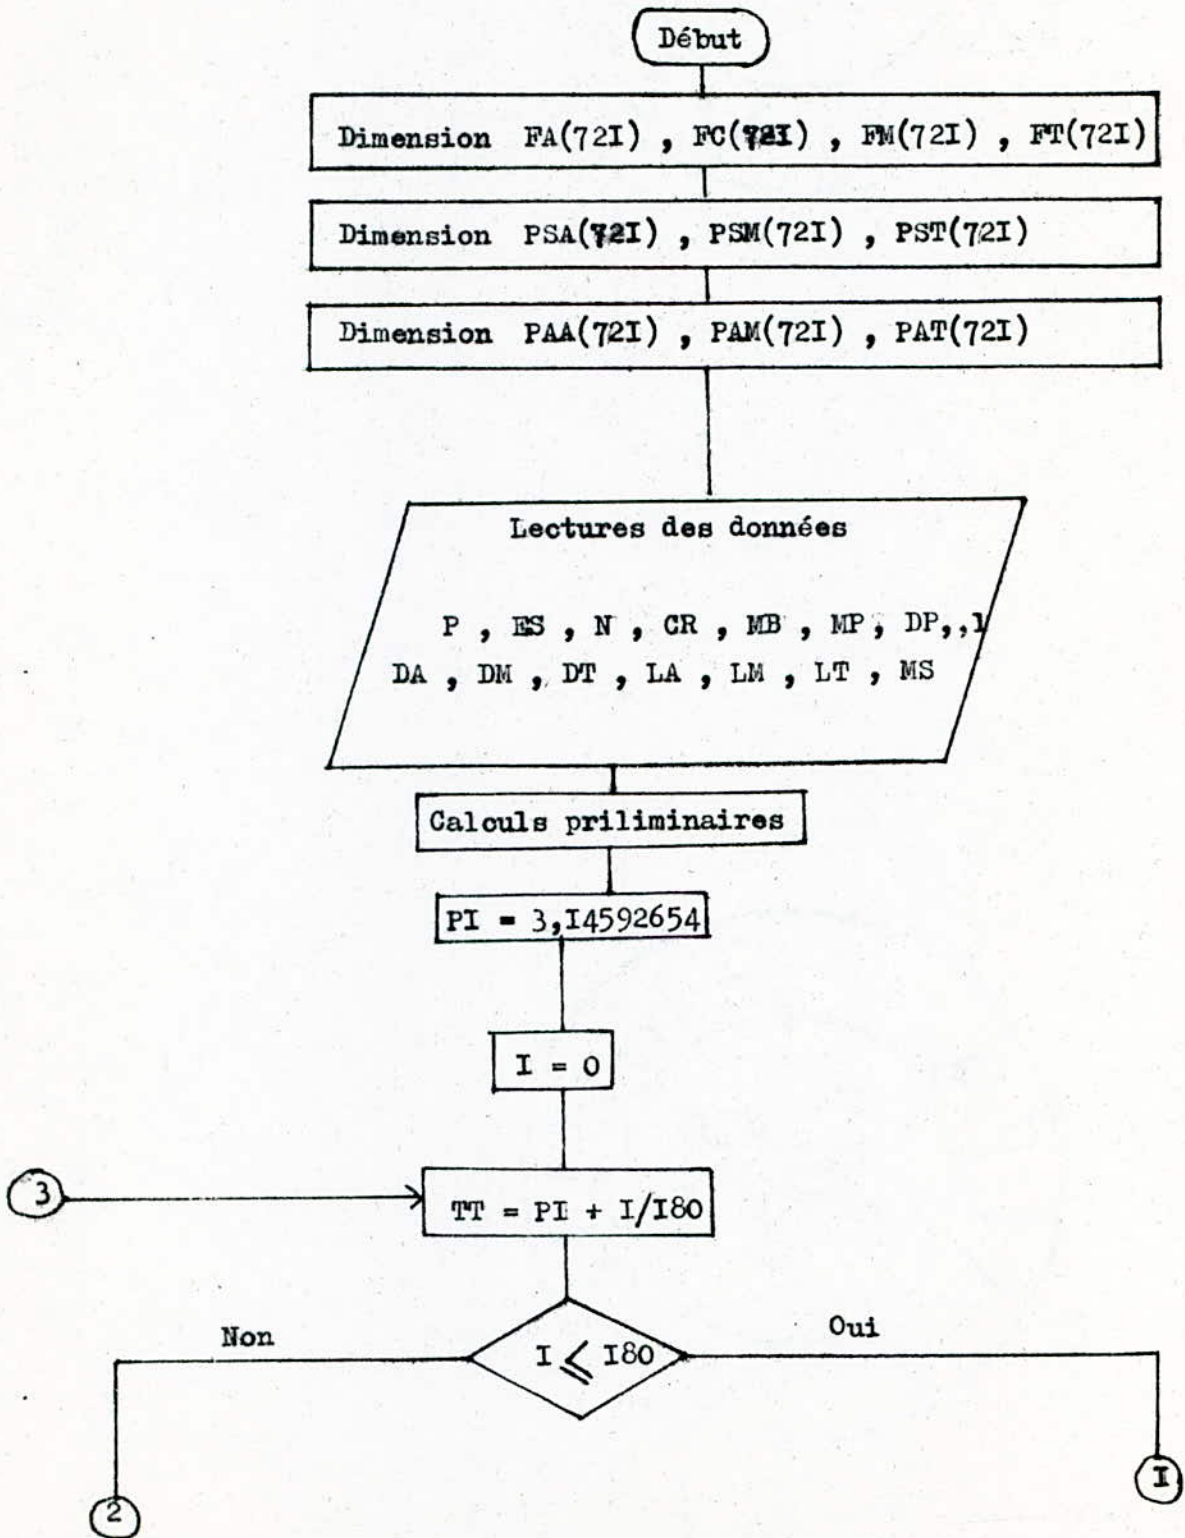 Début
Dimension FA(72I) , FC(72I) , FM(72I) , FT(72I)
Dimension PSA(72I) , PSM(72I) , PST(72I)
Dimension PAA(72I) , PAM(72I) , PAT(72I)
Lectures des données
P , ES , N , CR , MB , MP, DP,,l
DA , DM , DT , LA , LM , LT , MS
Calculs priliminaires
PI = 3,I4592654
I = 0
3
TT = PI + I/I80
Non
I ≤ I80
Oui
2
I